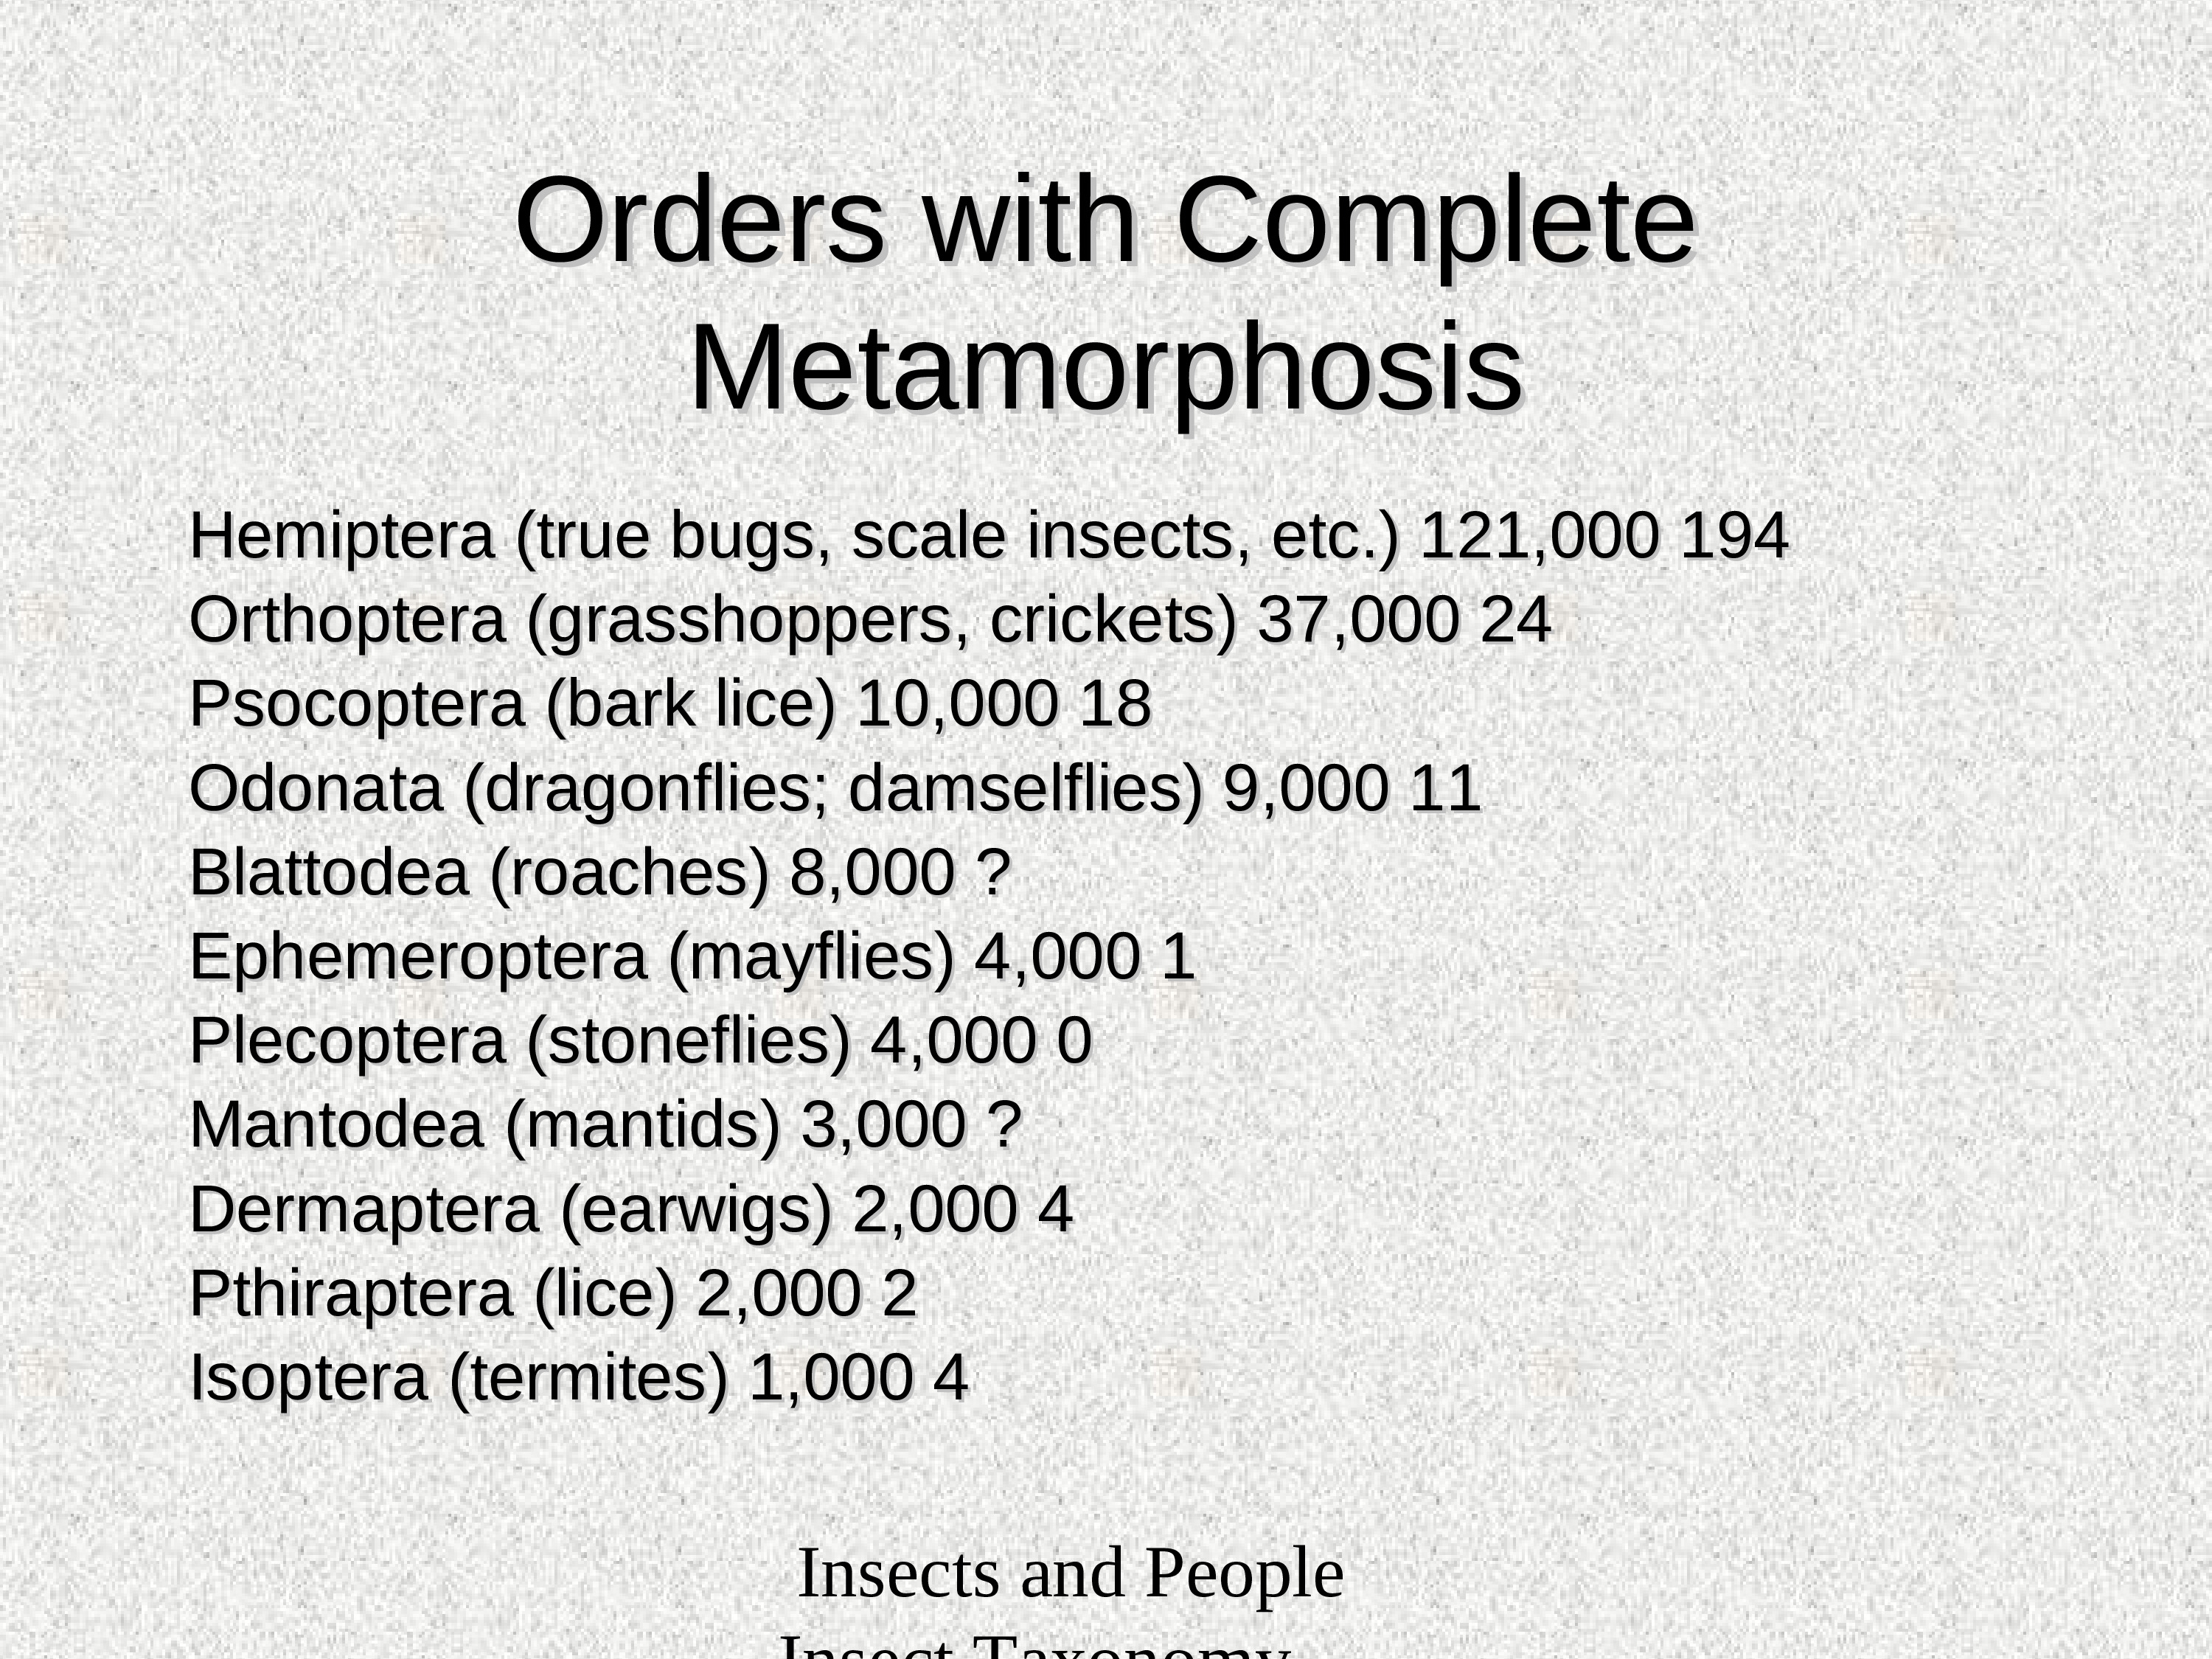 Orders with Complete
Metamorphosis
Hemiptera (true bugs, scale insects, etc.) 121,000 194
Orthoptera (grasshoppers, crickets) 37,000 24
Psocoptera (bark lice) 10,000 18
Odonata (dragonflies; damselflies) 9,000 11
Blattodea (roaches) 8,000 ?
Ephemeroptera (mayflies) 4,000 1
Plecoptera (stoneflies) 4,000 0
Mantodea (mantids) 3,000 ?
Dermaptera (earwigs) 2,000 4
Pthiraptera (lice) 2,000 2
Isoptera (termites) 1,000 4
Insects and People
Insect Taxonomy